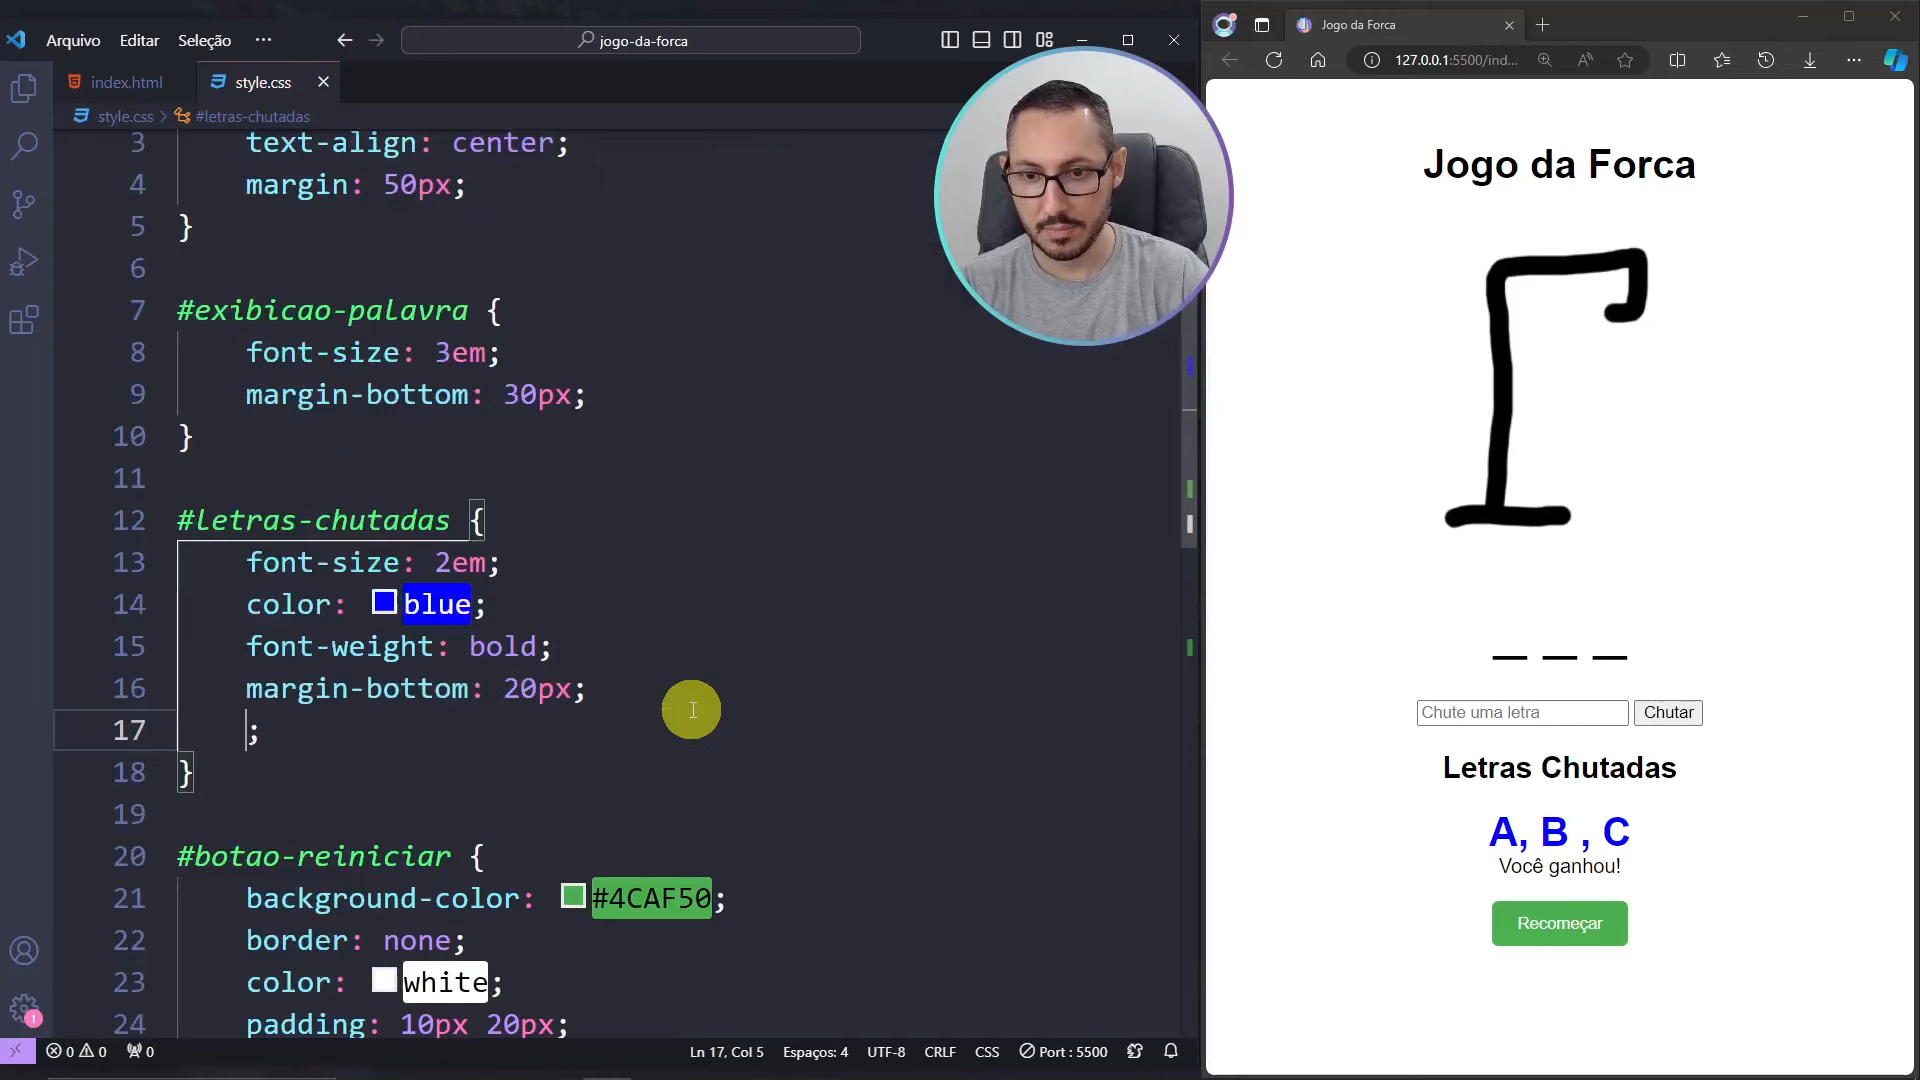 Arquivo Editar Seleção ···
jogo-da-forca
index.html
style.css
style.css > #letras-chutadas
3 text-align: center;
4 margin: 50px;
5 }
6
7 #exibicao-palavra {
8 font-size: 3em;
9 margin-bottom: 30px;
10 }
11
12 #letras-chutadas {
13 font-size: 2em;
14 color: blue;
15 font-weight: bold;
16 margin-bottom: 20px;
17 ;
18 }
19
20 #botao-reiniciar {
21 background-color: #4CAF50;
22 border: none;
23 color: white;
24 padding: 10px 20px;
1
0 0 0
Ln 17, Col 5 Espaços: 4 UTF-8 CRLF CSS Port : 5500
Jogo da Forca
127.0.0.1:5500/ind...
Jogo da Forca
_ _ _
Chute uma letra Chutar
Letras Chutadas
A, B , C
Você ganhou!
Recomeçar